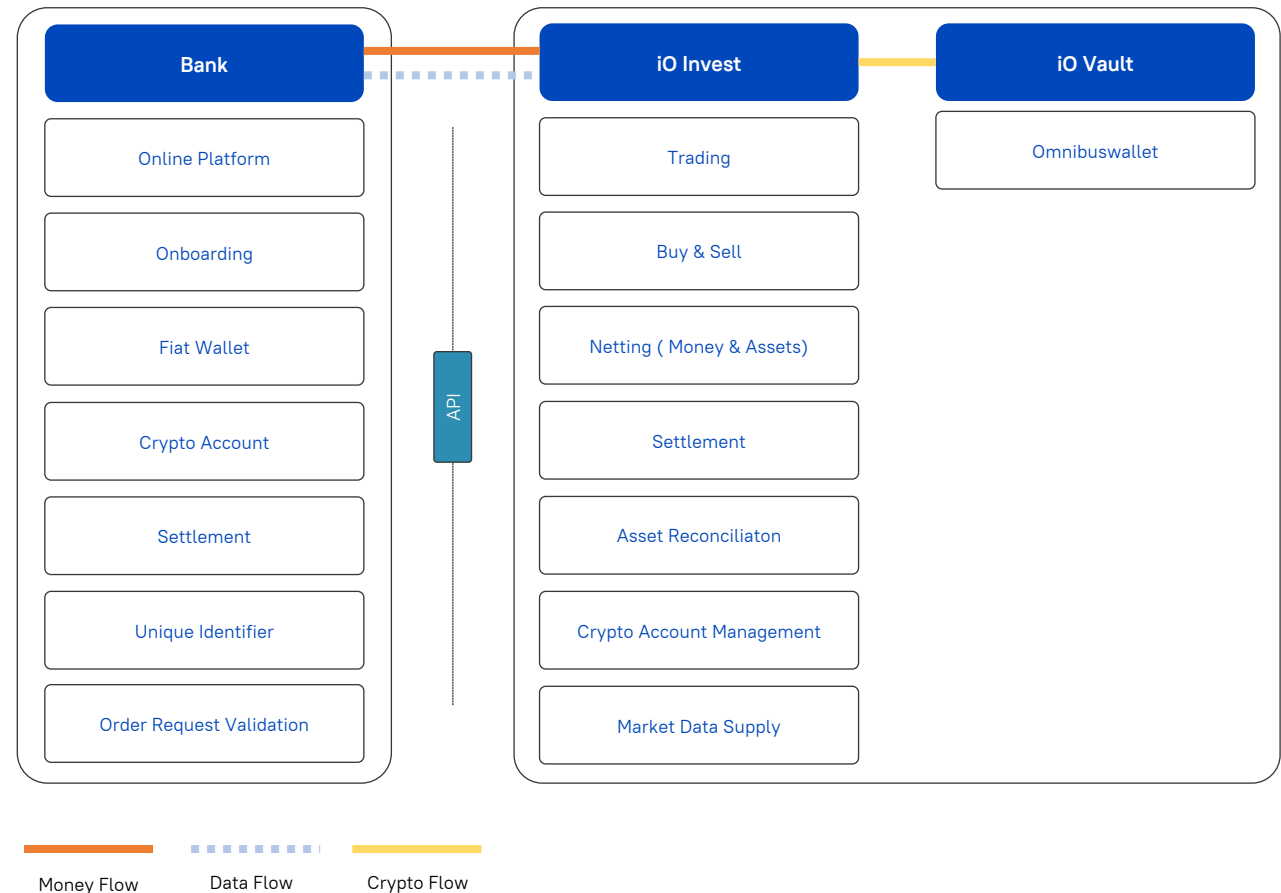 Bank
iO Invest
iO Vault
Online Platform
Onboarding
Fiat Wallet
Crypto Account
Settlement
Unique Identifier
Order Request Validation
API
Trading
Buy & Sell
Netting ( Money & Assets)
Settlement
Asset Reconciliaton
Crypto Account Management
Market Data Supply
Omnibuswallet
Money Flow
Data Flow
Crypto Flow